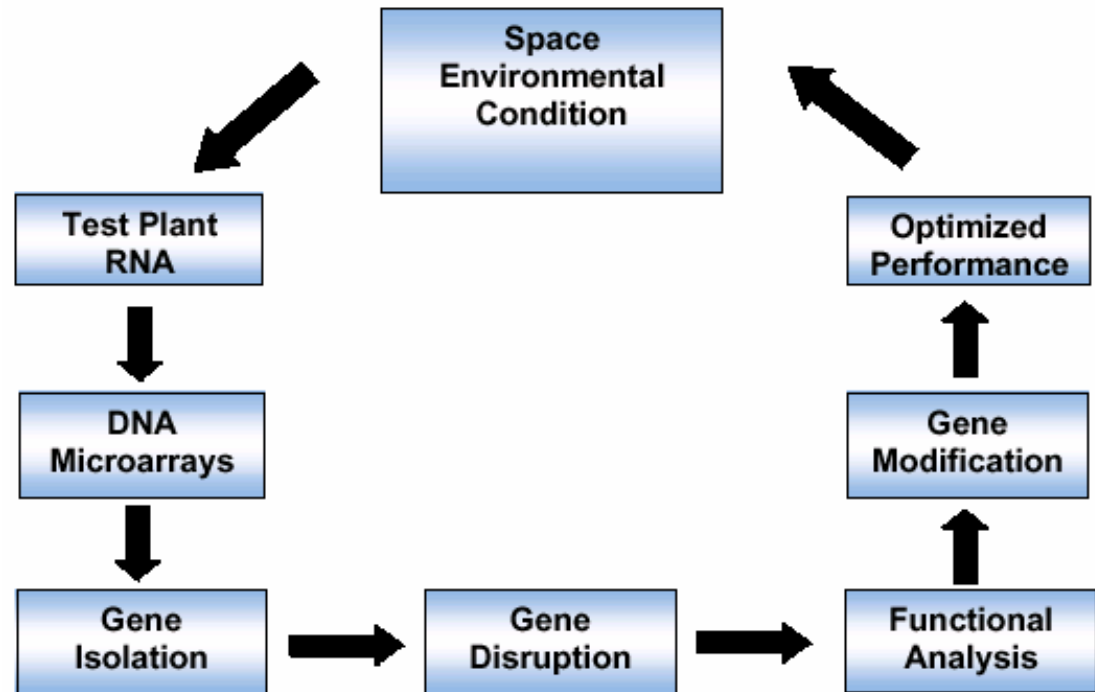 Space
Environmental
Condition
Test Plant
RNA
Optimized
Performance
DNA
Microarrays
Gene
Modification
Gene
Isolation
Gene
Disruption
Functional
Analysis